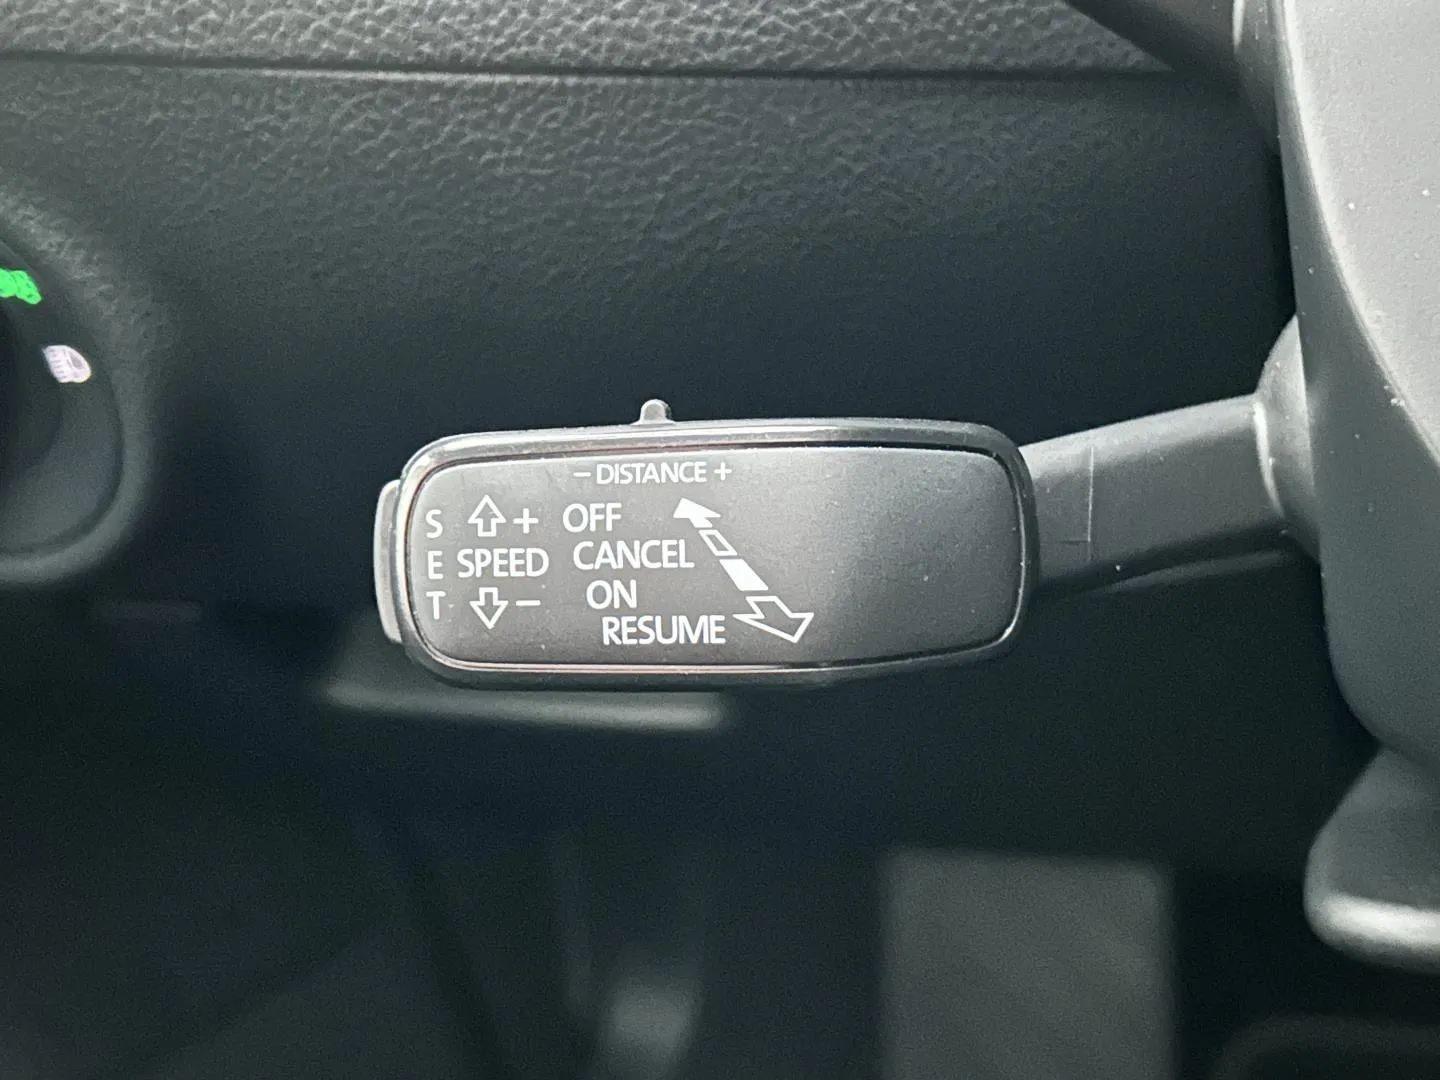 - DISTANCE +
S + OFF
E SPEED CANCEL
T - ON
RESUME